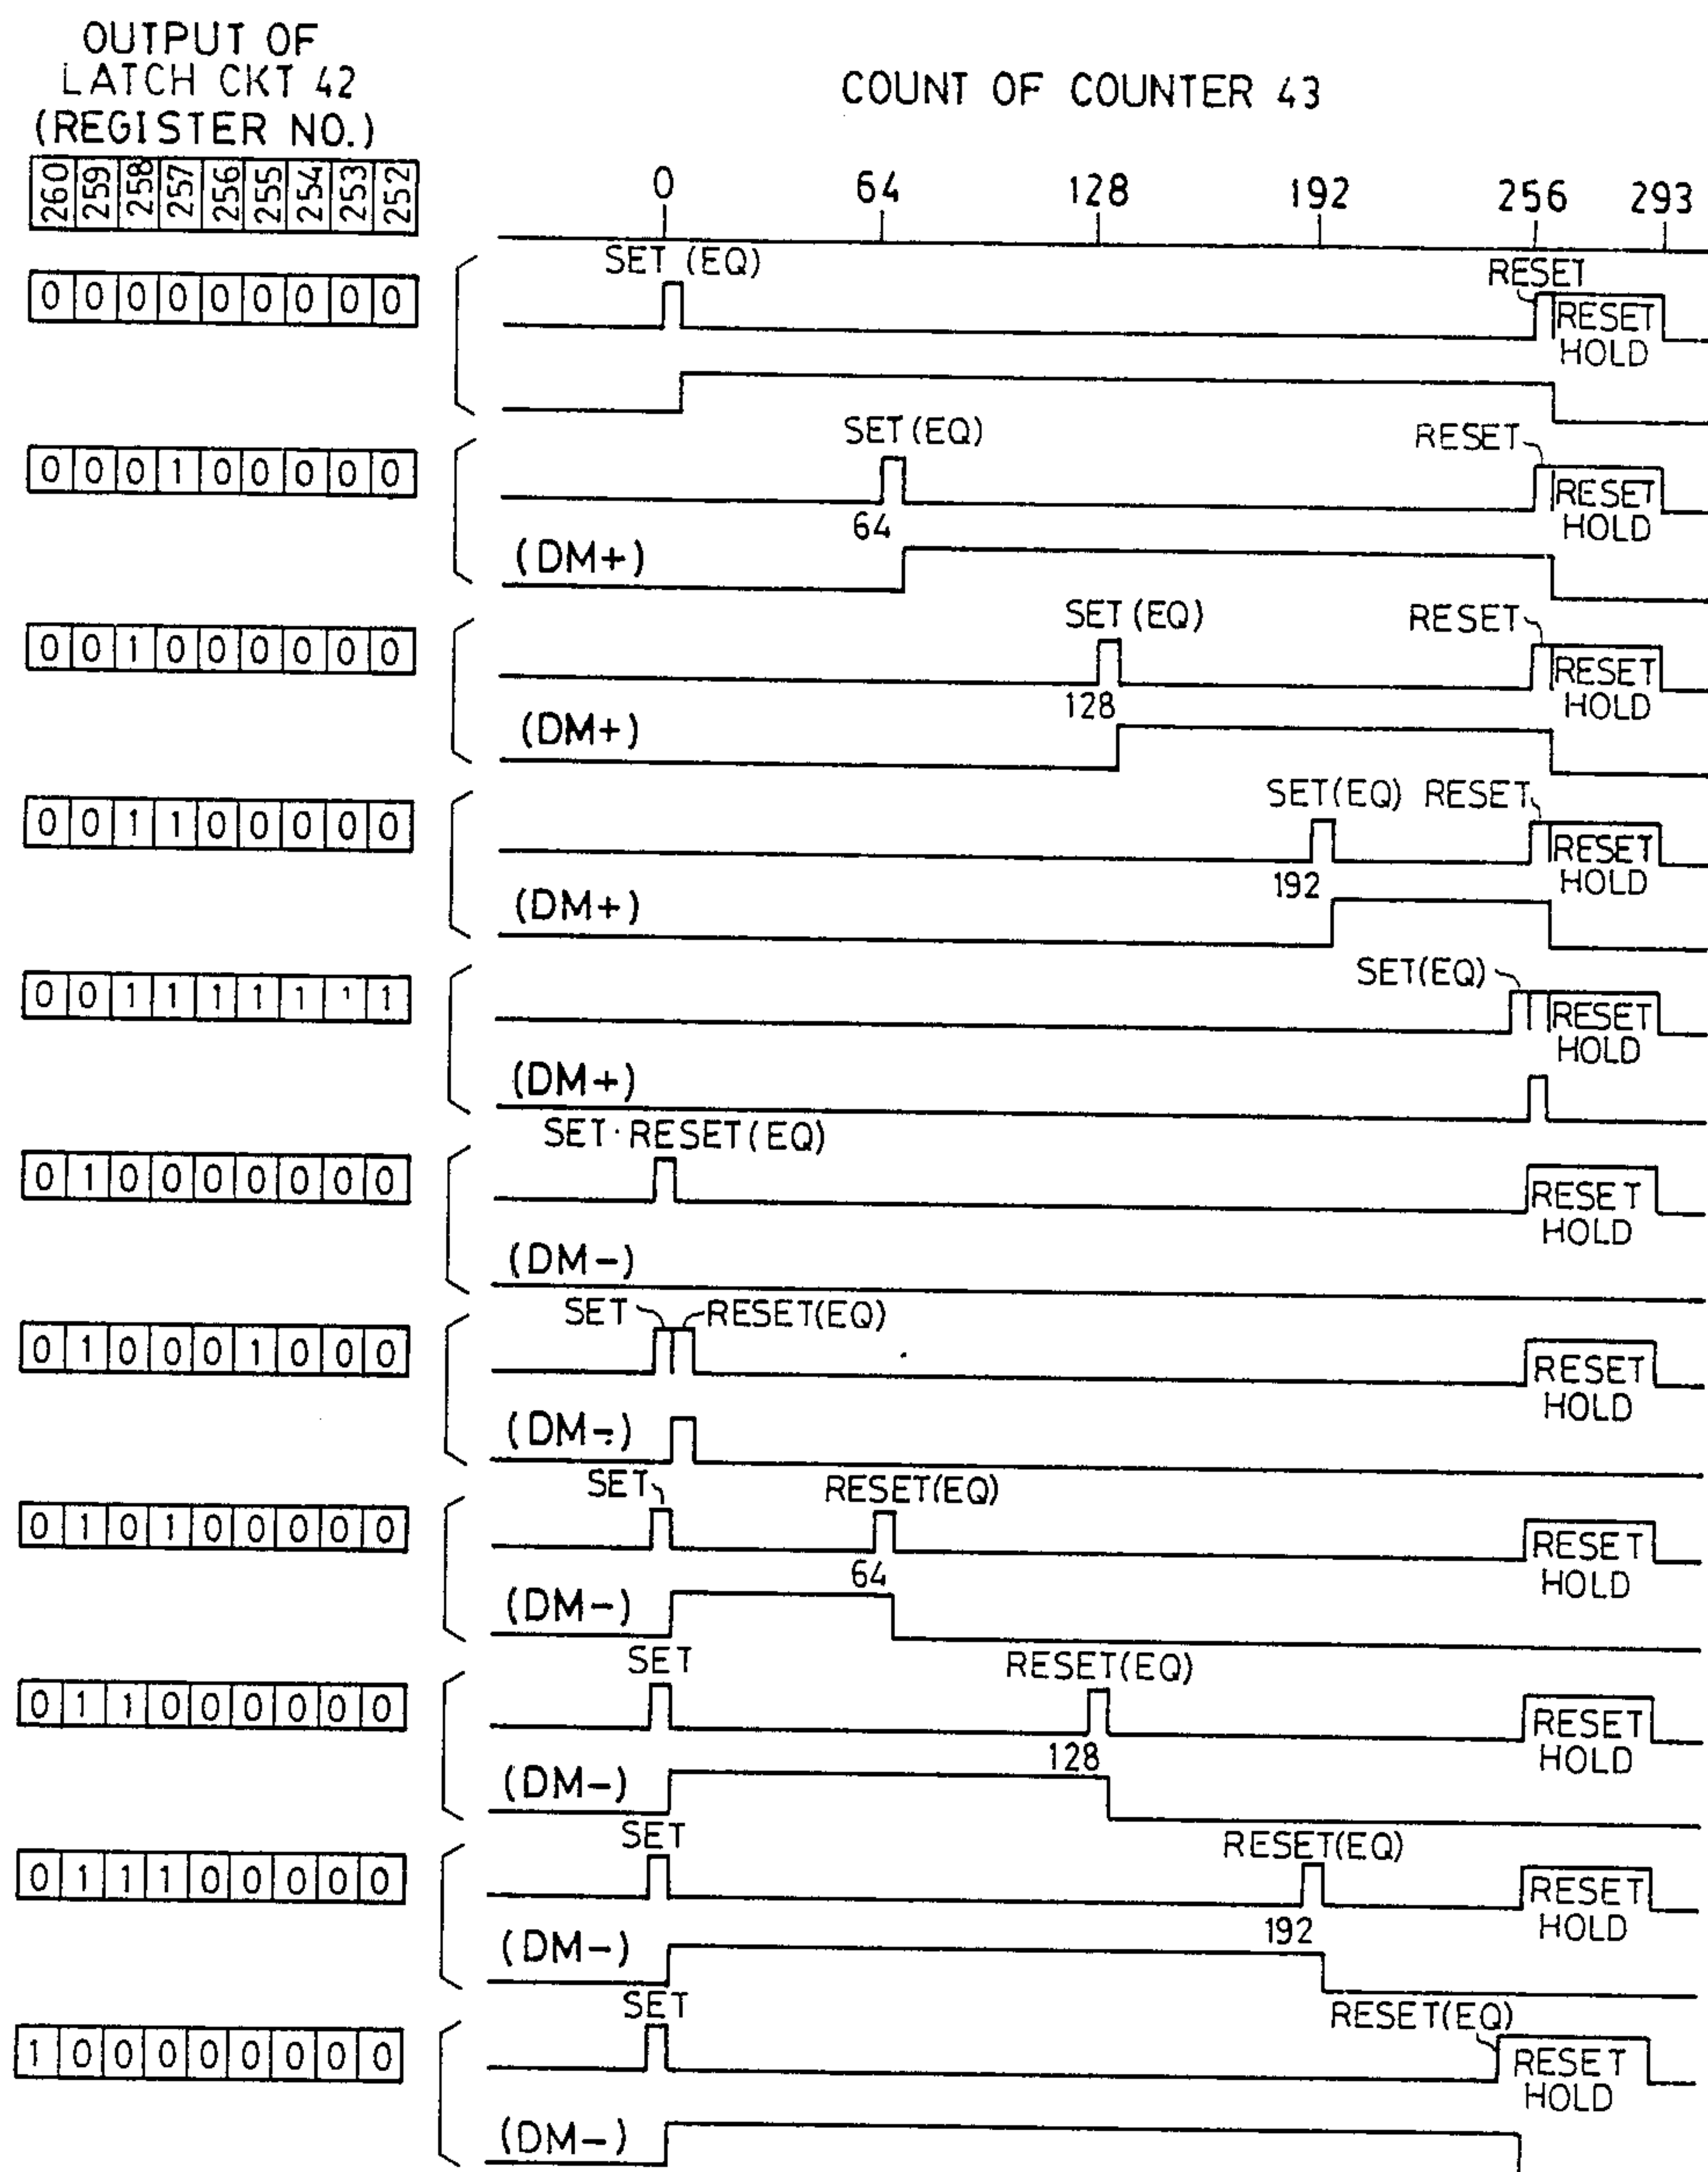 OUTPUT OF
LATCH CKT 42
(REGISTER NO.)
COUNT OF COUNTER 43
260 259 258 257 256 255 254 253 252
0 64 128 192 256 293
SET (EQ) RESET
0 0 0 0 0 0 0 0 0
RESET
HOLD
SET (EQ) RESET
0 0 0 1 0 0 0 0 0
RESET
HOLD
64
(DM+)
SET (EQ) RESET
0 0 1 0 0 0 0 0 0
RESET
HOLD
128
(DM+)
SET(EQ) RESET
0 0 1 1 0 0 0 0 0
RESET
HOLD
192
(DM+)
SET(EQ)
0 0 1 1 1 1 1 1 1
RESET
HOLD
(DM+)
SET·RESET(EQ)
0 1 0 0 0 0 0 0 0
RESET
HOLD
(DM-)
SET RESET(EQ)
0 1 0 0 0 1 0 0 0
RESET
HOLD
(DM-)
SET RESET(EQ)
0 1 0 1 0 0 0 0 0
RESET
HOLD
64
(DM-)
SET RESET(EQ)
0 1 1 0 0 0 0 0 0
RESET
HOLD
128
(DM-)
SET RESET(EQ)
0 1 1 1 0 0 0 0 0
RESET
HOLD
192
(DM-)
SET RESET(EQ)
1 0 0 0 0 0 0 0 0
RESET
HOLD
(DM-)